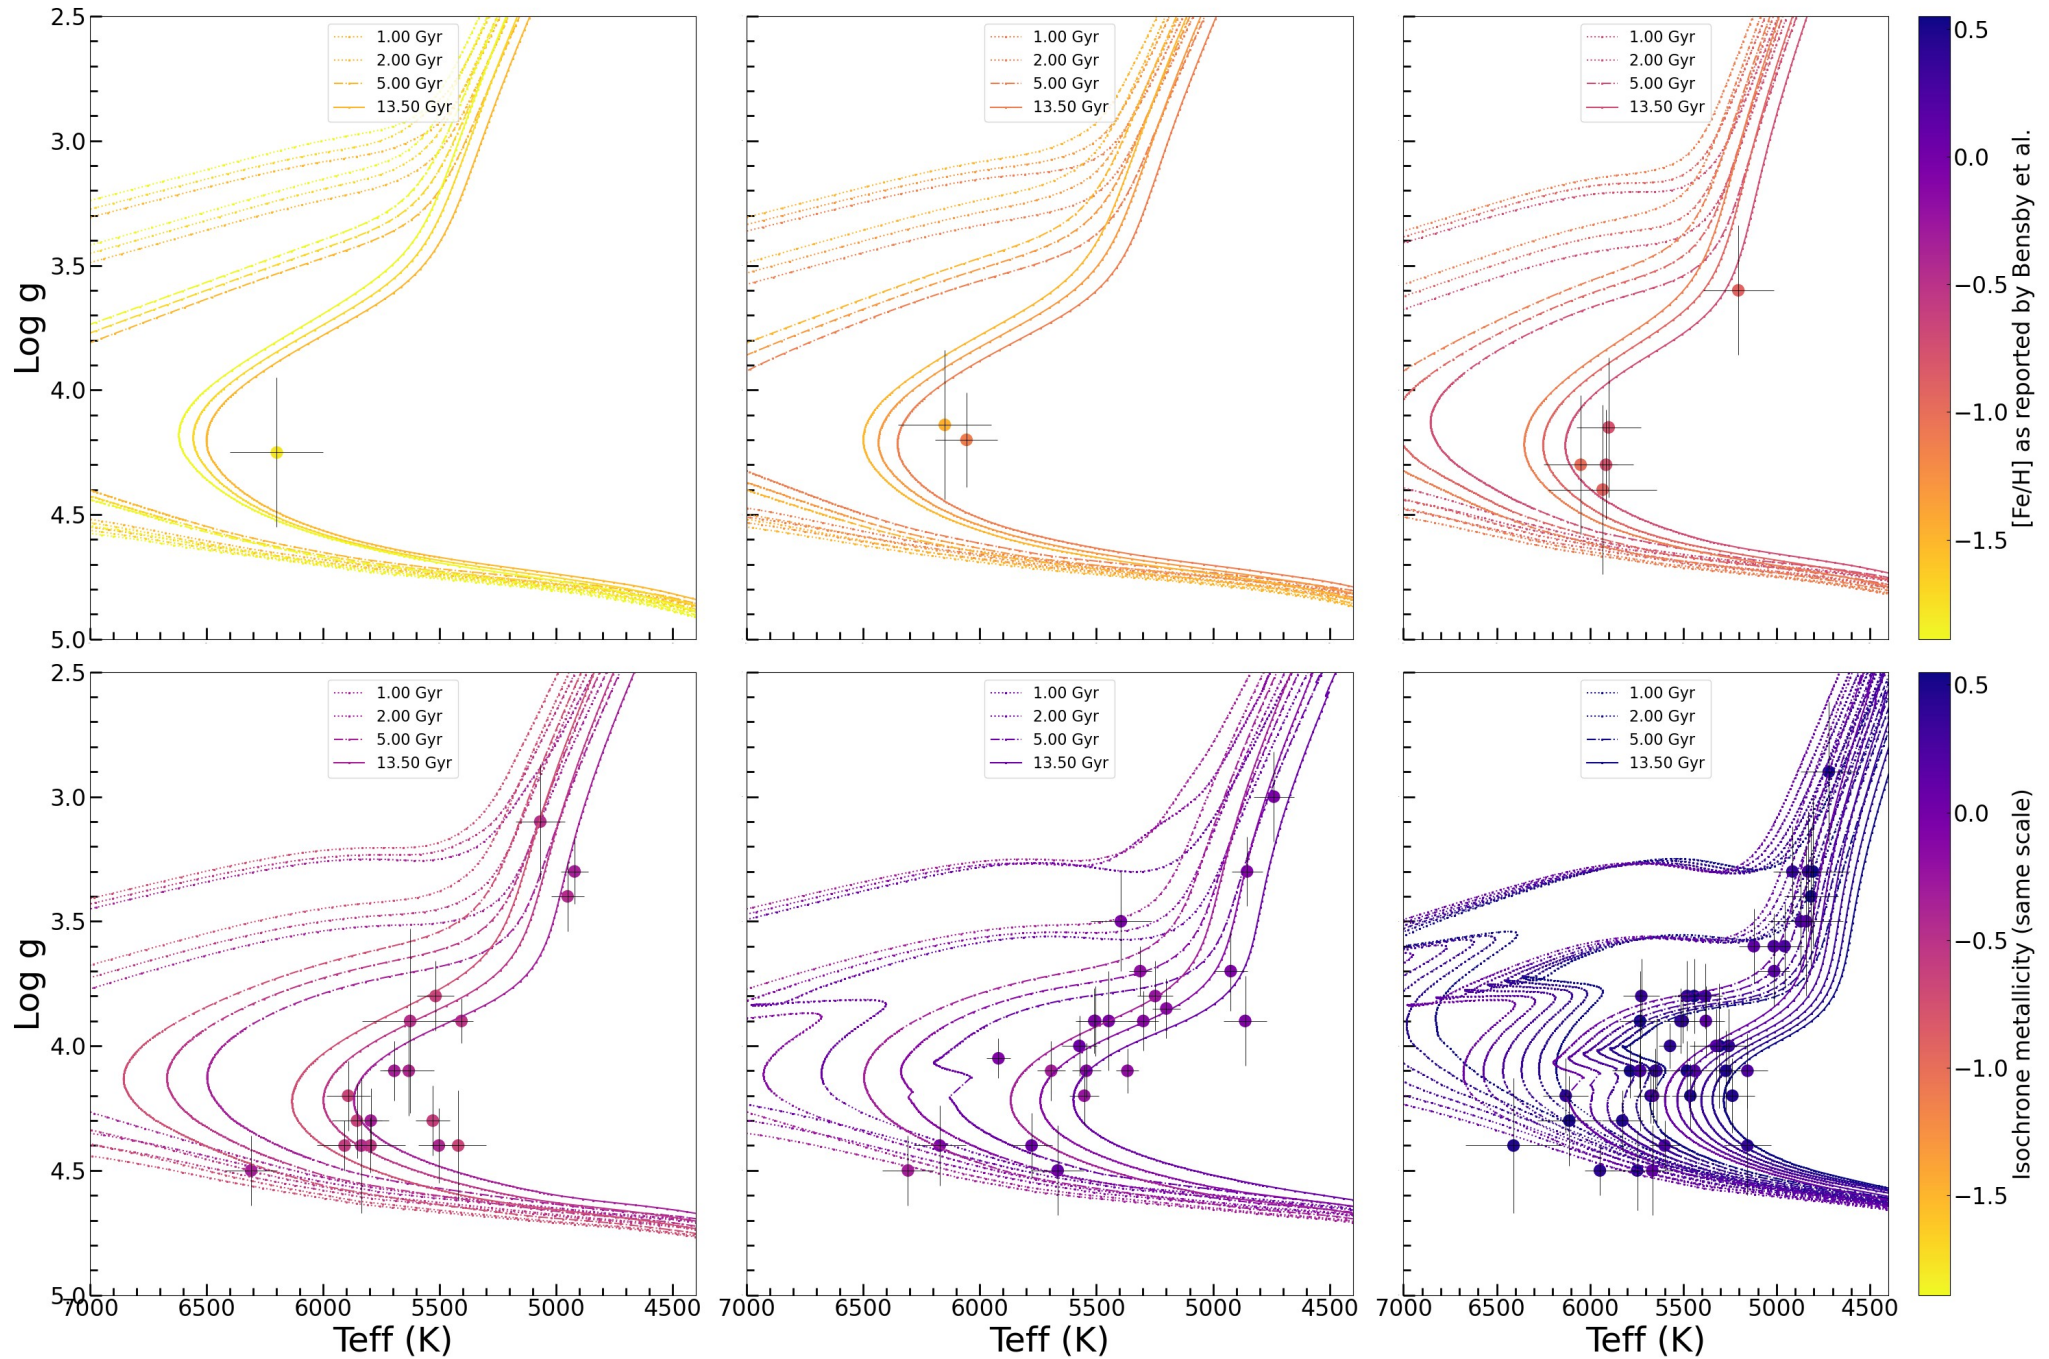 2.5
3.0
3.5
4.0
4.5
5.0
Log g
1.00 Gyr
2.00 Gyr
5.00 Gyr
13.50 Gyr
1.00 Gyr
2.00 Gyr
5.00 Gyr
13.50 Gyr
1.00 Gyr
2.00 Gyr
5.00 Gyr
13.50 Gyr
0.5
0.0
−0.5
−1.0
−1.5
[Fe/H] as reported by Bensby et al.
2.5
3.0
3.5
4.0
4.5
5.0
Log g
1.00 Gyr
2.00 Gyr
5.00 Gyr
13.50 Gyr
1.00 Gyr
2.00 Gyr
5.00 Gyr
13.50 Gyr
1.00 Gyr
2.00 Gyr
5.00 Gyr
13.50 Gyr
0.5
0.0
−0.5
−1.0
−1.5
Isochrone metallicity (same scale)
7000 6500 6000 5500 5000 4500
7000 6500 6000 5500 5000 4500
7000 6500 6000 5500 5000 4500
Teff (K)
Teff (K)
Teff (K)